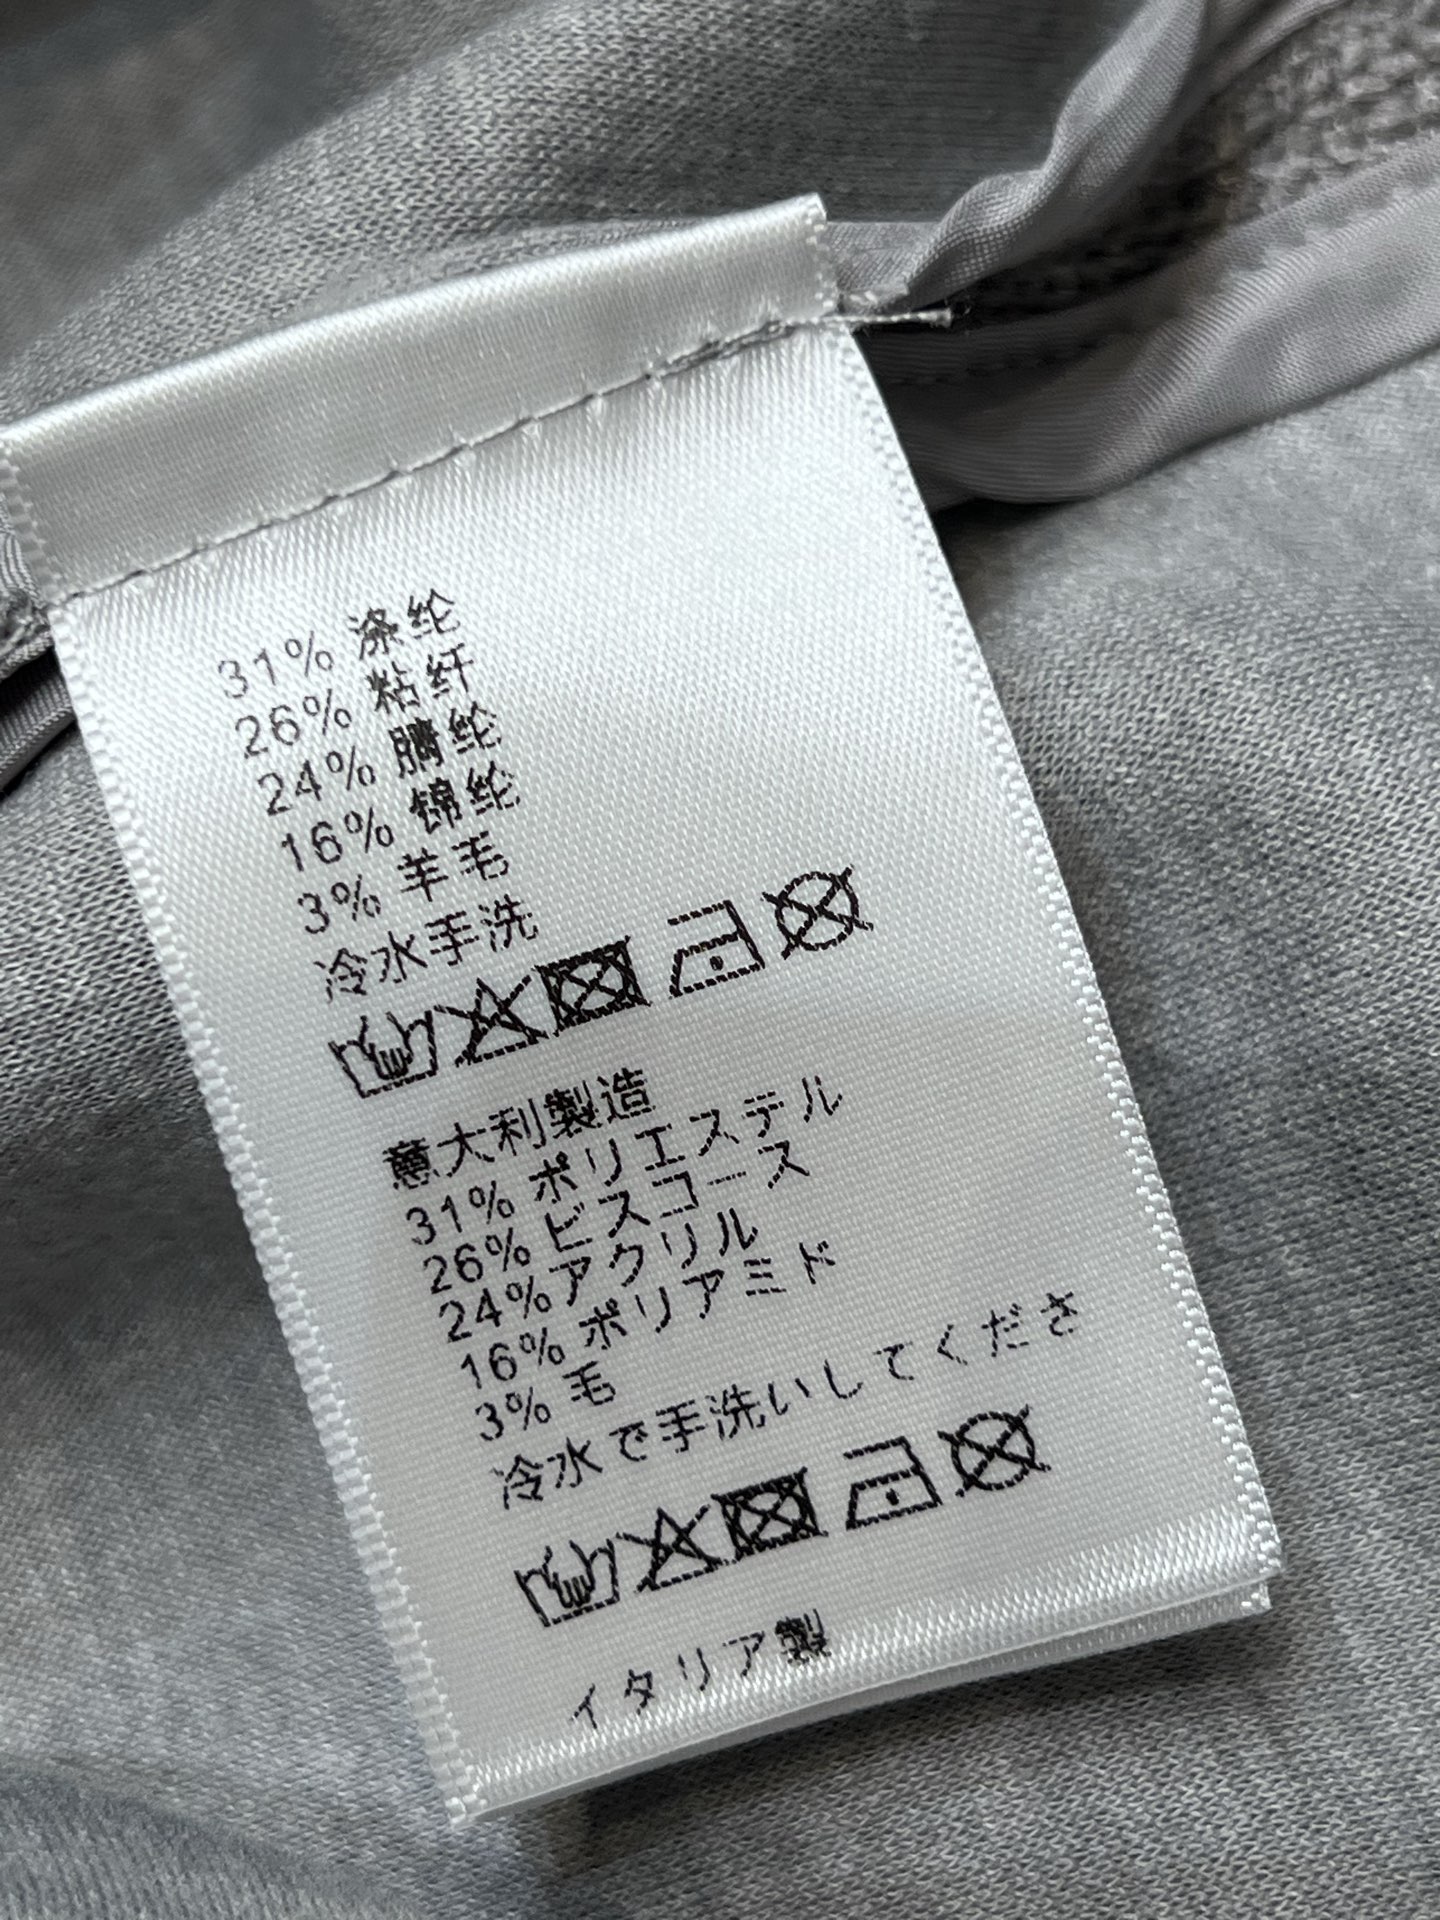 31% 涤纶
26% 粘纤
24% 腈纶
16% 锦纶
3% 羊毛
冷水手洗
意大利製造
31% ポリエステル
26% ビスコース
24%アクリル
16% ポリアミド
3% 毛
冷水で手洗いしてくださ
イタリア製